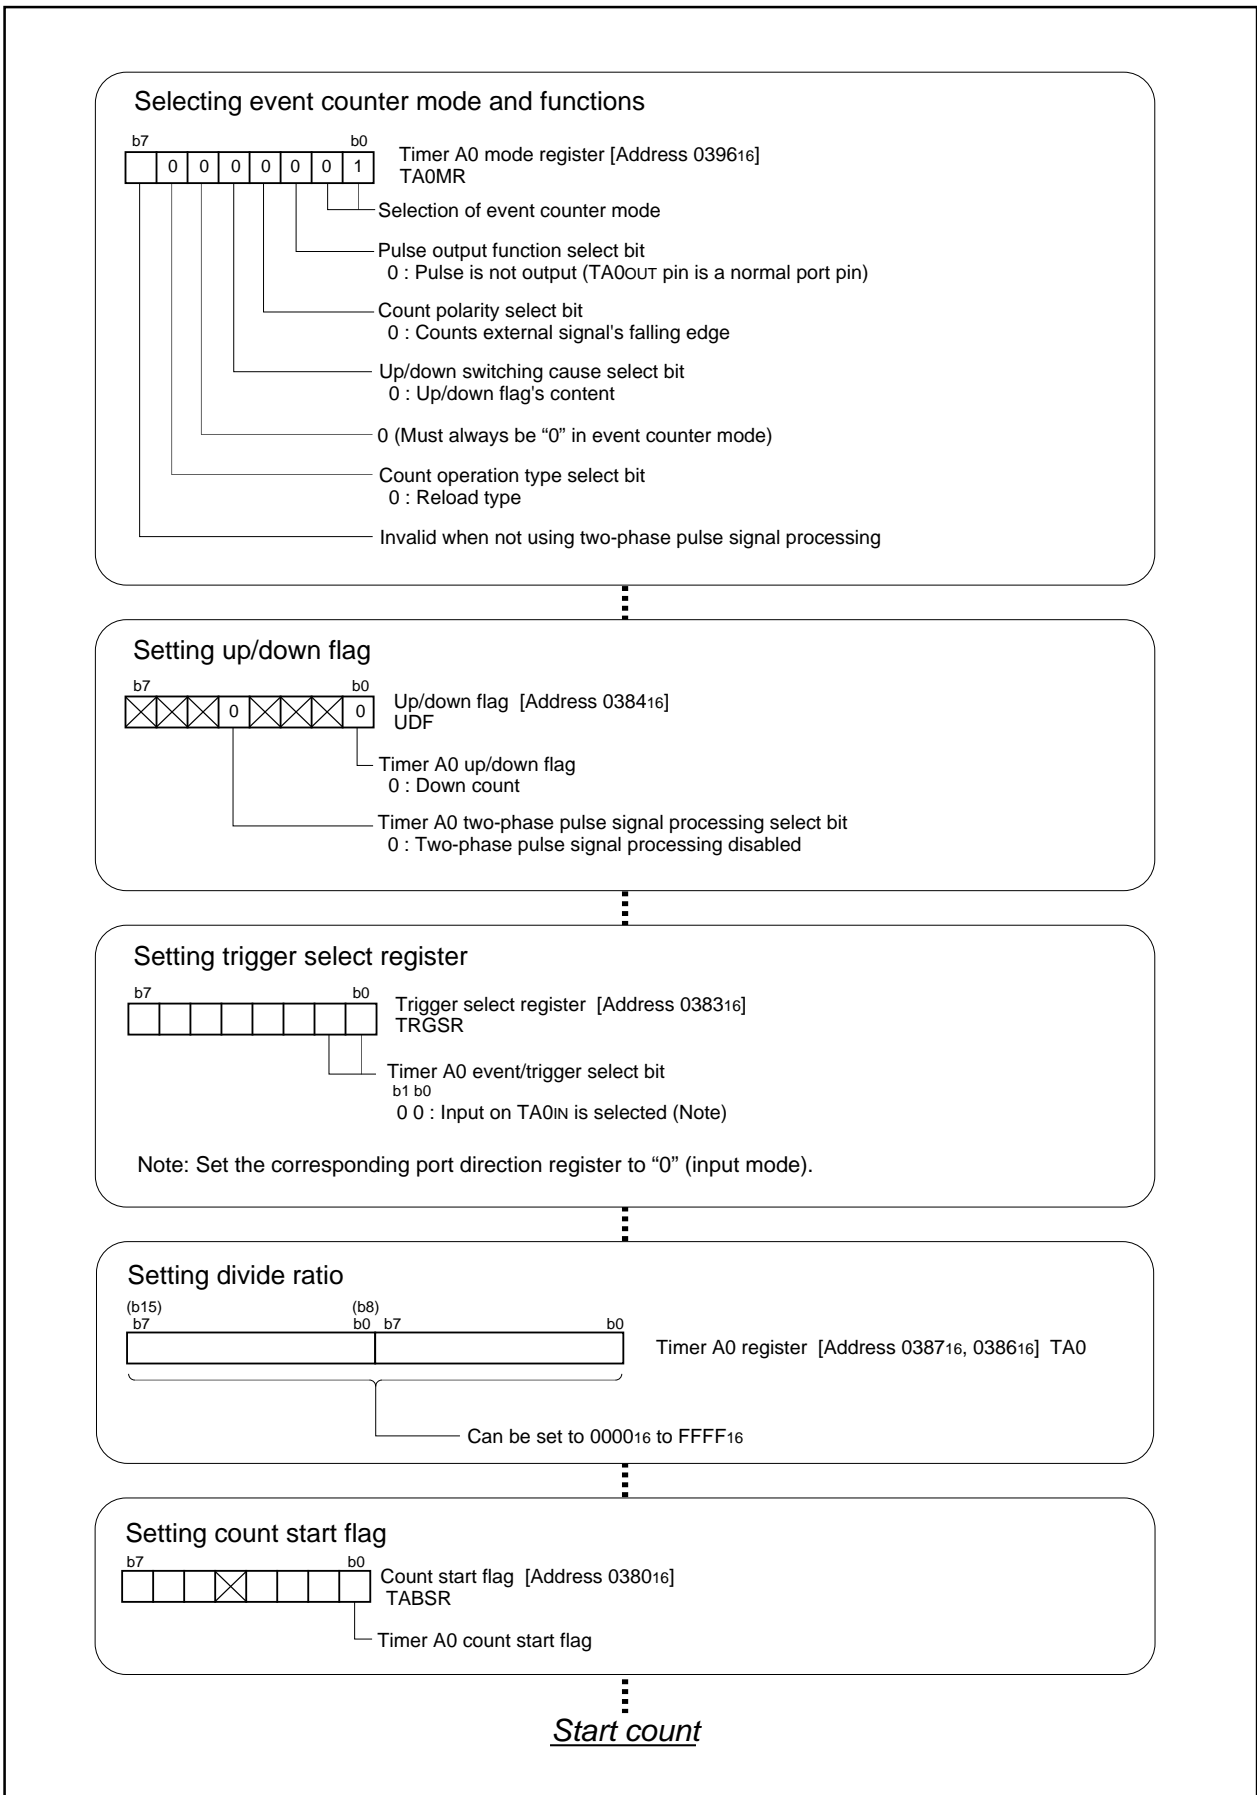 Selecting event counter mode and functions
b7 b0
0 0 0 0 0 0 1
Timer A0 mode register [Address 039616]
TA0MR
Selection of event counter mode
Pulse output function select bit
0 : Pulse is not output (TA0OUT pin is a normal port pin)
Count polarity select bit
0 : Counts external signal's falling edge
Up/down switching cause select bit
0 : Up/down flag's content
0 (Must always be “0” in event counter mode)
Count operation type select bit
0 : Reload type
Invalid when not using two-phase pulse signal processing
Setting up/down flag
b7 b0
0 0
Up/down flag [Address 038416]
UDF
Timer A0 up/down flag
0 : Down count
Timer A0 two-phase pulse signal processing select bit
0 : Two-phase pulse signal processing disabled
Setting trigger select register
b7 b0
Trigger select register [Address 038316]
TRGSR
Timer A0 event/trigger select bit
b1 b0
0 0 : Input on TA0IN is selected (Note)
Note: Set the corresponding port direction register to “0” (input mode).
Setting divide ratio
(b15) (b8)
b7 b0 b7 b0
Timer A0 register [Address 038716, 038616] TA0
Can be set to 000016 to FFFF16
Setting count start flag
b7 b0
Count start flag [Address 038016]
TABSR
Timer A0 count start flag
Start count